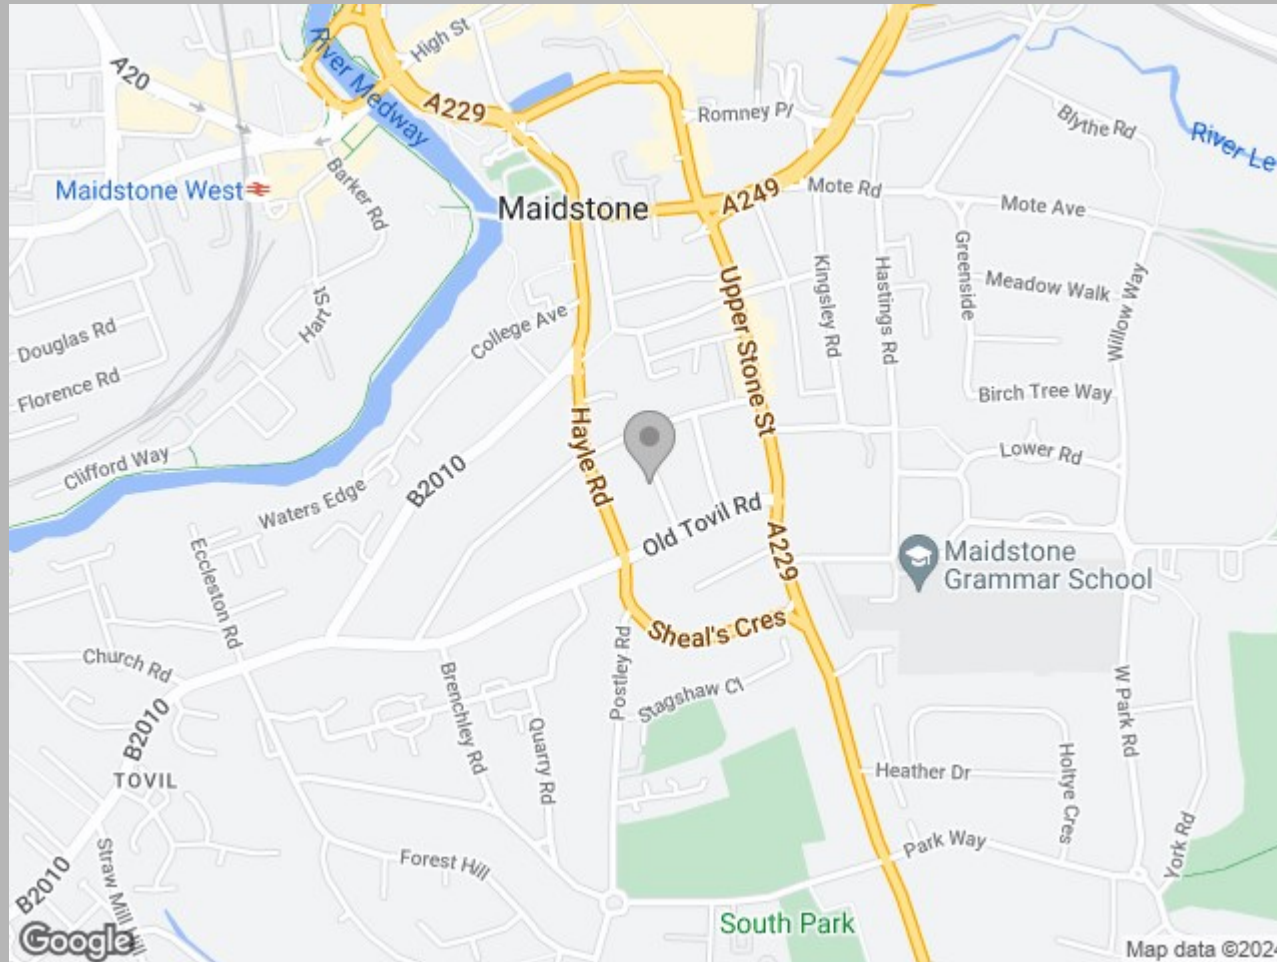 High St
A20
River Medway
A229
Romney Pl
Blythe Rd
River Le
Barker Rd
Maidstone West
Maidstone
A249
Mote Rd
Mote Ave
Greenside
Meadow Walk
Willow Way
Kingsley Rd
Hastings Rd
Hart St
Douglas Rd
College Ave
Upper Stone St
Florence Rd
Birch Tree Way
Hayle Rd
Lower Rd
Clifford Way
B2010
Waters Edge
Old Tovil Rd
A229
Eccleston Rd
Maidstone
Grammar School
Sheal's Cres
Church Rd
Postley Rd
Brenchley Rd
Stagshaw Cl
W Park Rd
B2010
Quarry Rd
TOVIL
Heather Dr
Holtye Cres
York Rd
Park Way
Forest Hill
B2010
Straw Mill Hill
South Park
Google
Map data ©2024